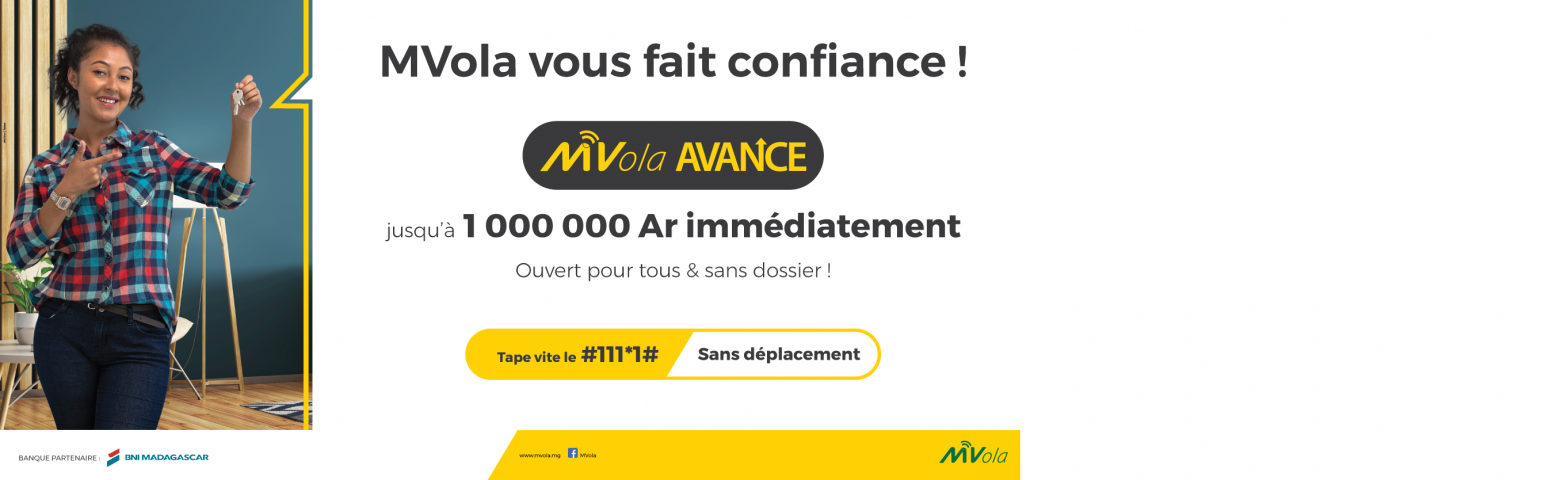 MVola vous fait confiance !
MVola AVANCE
jusqu'à 1 000 000 Ar immédiatement
Ouvert pour tous & sans dossier !
Tape vite le #111*1# Sans déplacement
BANQUE PARTENAIRE : BNI MADAGASCAR
www.mvola.mg MVola
MVola